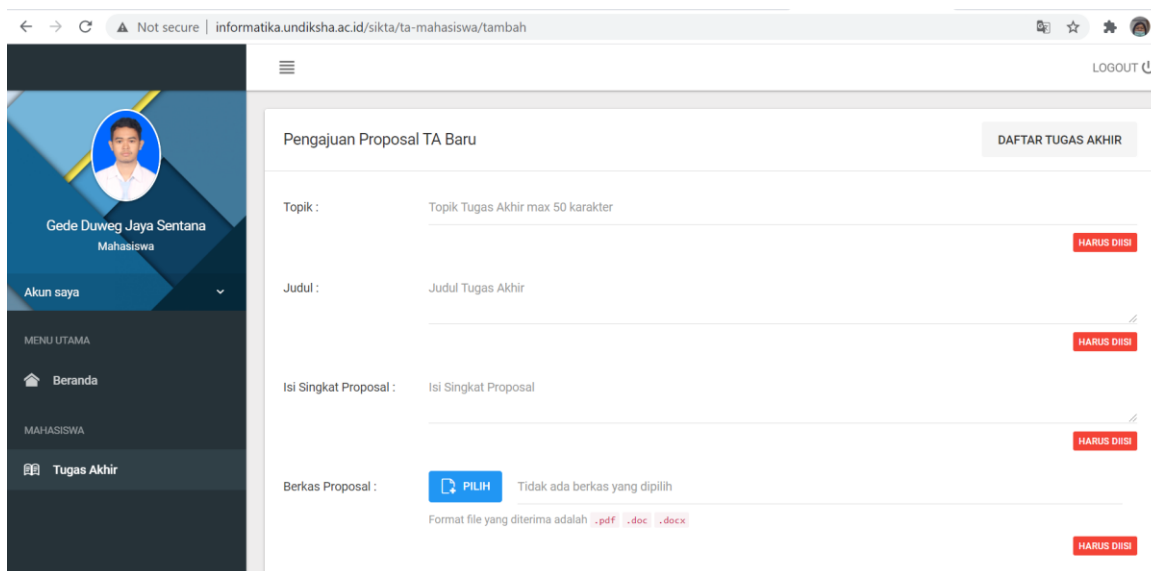 Not secure | informatika.undiksha.ac.id/sikta/ta-mahasiswa/tambah
LOGOUT
Gede Duweg Jaya Sentana
Mahasiswa
Akun saya
MENU UTAMA
Beranda
MAHASISWA
Tugas Akhir
Pengajuan Proposal TA Baru
DAFTAR TUGAS AKHIR
Topik :
Topik Tugas Akhir max 50 karakter
HARUS DIISI
Judul :
Judul Tugas Akhir
HARUS DIISI
Isi Singkat Proposal :
Isi Singkat Proposal
HARUS DIISI
Berkas Proposal :
PILIH
Tidak ada berkas yang dipilih
Format file yang diterima adalah .pdf .doc .docx
HARUS DIISI